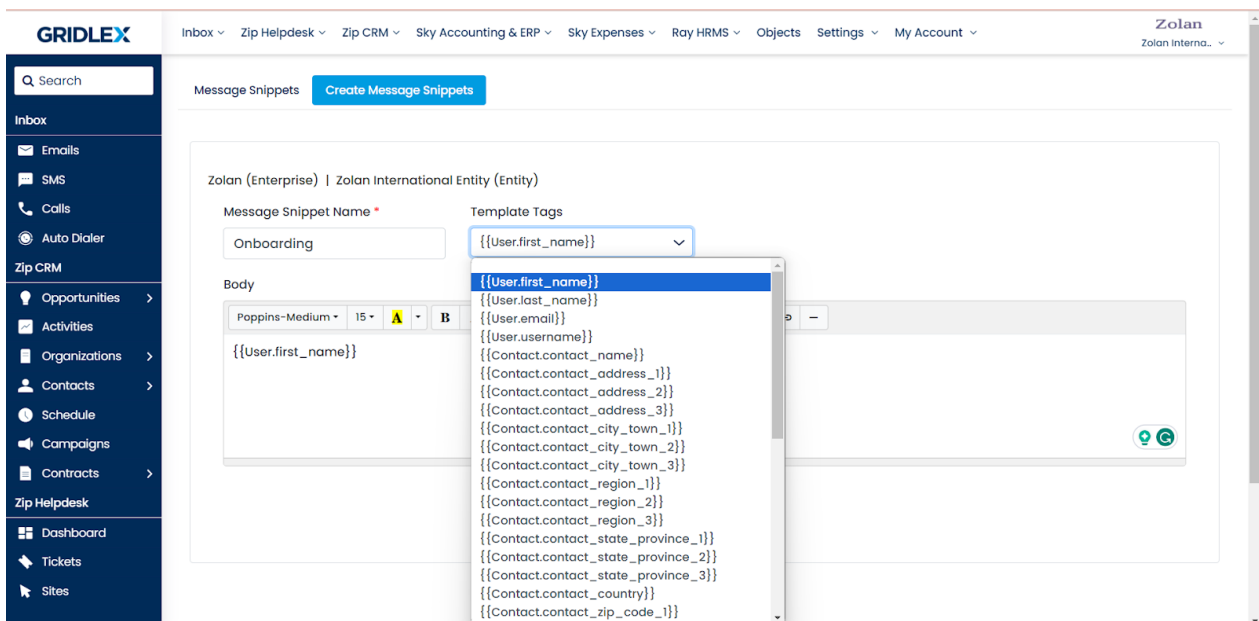 GRIDLEX
Inbox Zip Helpdesk Zip CRM Sky Accounting & ERP Sky Expenses Ray HRMS Objects Settings My Account
Zolan
Zolan Interna..
Search
Inbox
Emails
SMS
Calls
Auto Dialer
Zip CRM
Opportunities
Activities
Organizations
Contacts
Schedule
Campaigns
Contracts
Zip Helpdesk
Dashboard
Tickets
Sites
Message Snippets Create Message Snippets
Zolan (Enterprise) | Zolan International Entity (Entity)
Message Snippet Name * Template Tags
Onboarding {{User.first_name}}
Body
Poppins-Medium 15 A B
{{User.first_name}}
{{User.first_name}}
{{User.last_name}}
{{User.email}}
{{User.username}}
{{Contact.contact_name}}
{{Contact.contact_address_1}}
{{Contact.contact_address_2}}
{{Contact.contact_address_3}}
{{Contact.contact_city_town_1}}
{{Contact.contact_city_town_2}}
{{Contact.contact_city_town_3}}
{{Contact.contact_region_1}}
{{Contact.contact_region_2}}
{{Contact.contact_region_3}}
{{Contact.contact_state_province_1}}
{{Contact.contact_state_province_2}}
{{Contact.contact_state_province_3}}
{{Contact.contact_country}}
{{Contact.contact_zip_code_1}}